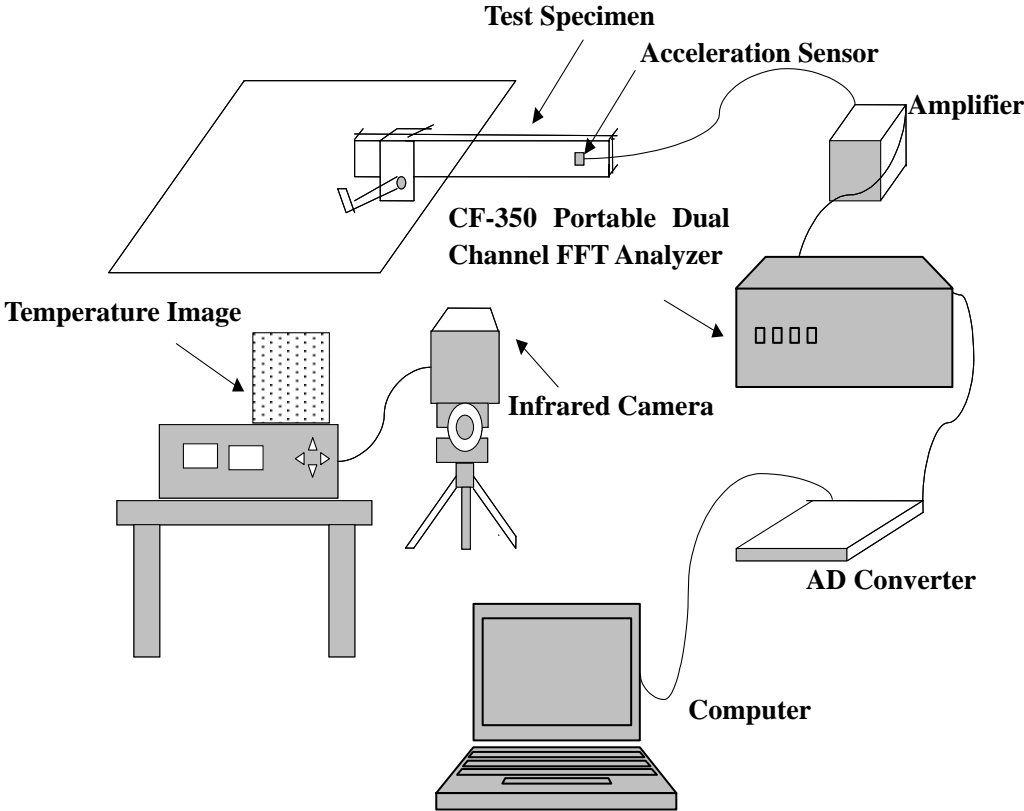 Test Specimen
Acceleration Sensor
Amplifier
CF-350 Portable Dual
Channel FFT Analyzer
Temperature Image
Infrared Camera
AD Converter
Computer